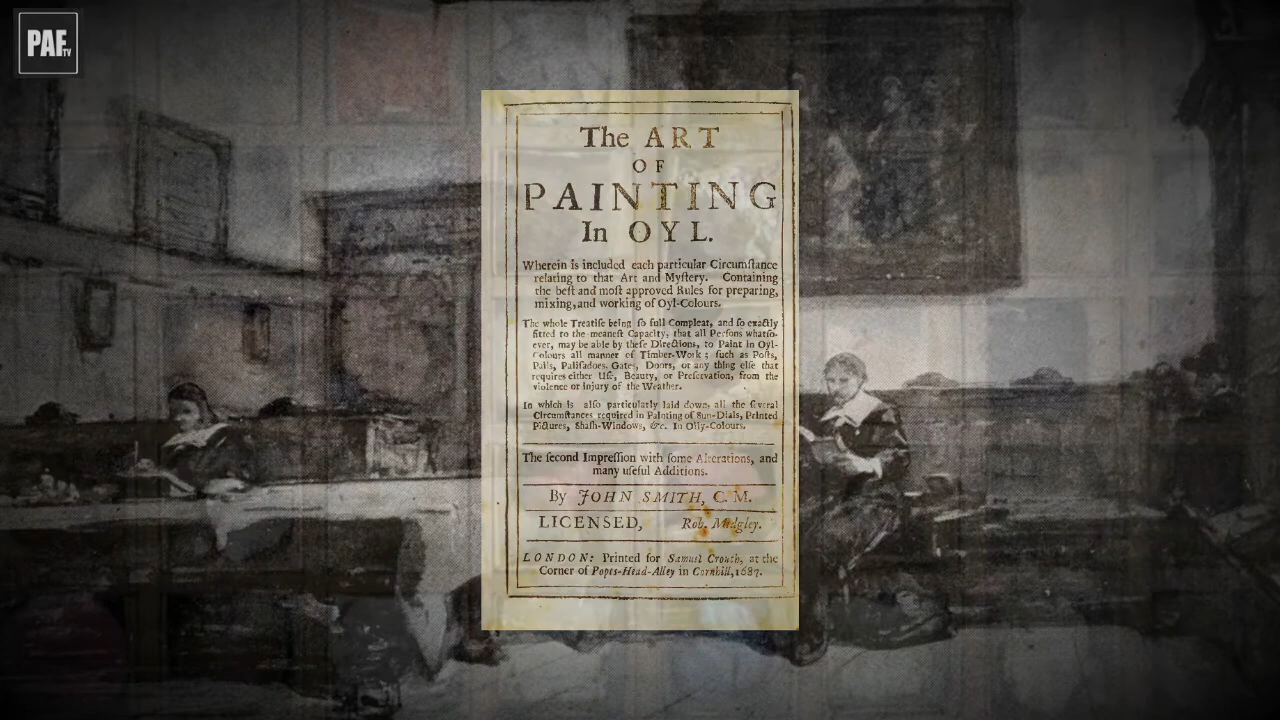 PAF TV
The ART
OF
PAINTING
In OYL.
Wherein is included each particular Circumſtance
relating to that Art and Myſtery. Containing
the beſt and moſt approved Rules for preparing,
mixing, and working of Oyl-Colours.
The whole Treatiſe being ſo full Compleat, and ſo exactly
fitted to the meaneſt Capacity, that all Perſons whatſo-
ever, may be able by theſe Directions, to Paint in Oyl-
Colours all manner of Timber-Work; ſuch as Poſts,
Pails, Paliſadoes, Gates, Doors, or any thing elſe that
requires either Uſe, Beauty, or Preſervation, from the
violence or Injury of the Weather.
In which is alſo particularly laid down, all the ſeveral
Circumſtances required in Painting of Sun-Dials, Printed
Pictures, Shaſh-Windows, &c. In Oily-Colours.
The ſecond Impreſſion with ſome Alterations, and
many uſeful Additions.
By JOHN SMITH, C. M.
LICENSED, Rob. Midgley.
LONDON: Printed for Samuel Crouch, at the
Corner of Popes-Head-Alley in Cornhill, 1687.